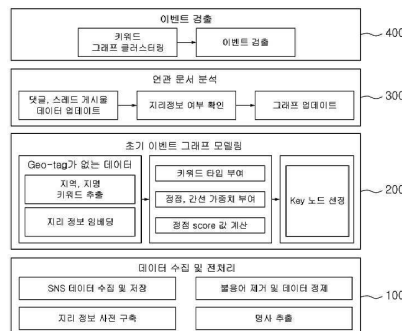 이벤트 검출
키워드
그래프 클러스터링
이벤트 검출
400
연관 문서 분석
댓글, 스레드 게시물
데이터 업데이트
지리정보 여부 확인
그래프 업데이트
300
초기 이벤트 그래프 모델링
Geo-tag가 없는 데이터
지역, 지명
키워드 추출
지리 정보 임베딩
키워드 타입 부여
정점, 간선 가중치 부여
정점 score 값 계산
Key 노드 선정
200
데이터 수집 및 전처리
SNS 데이터 수집 및 저장
불용어 제거 및 데이터 정제
지리 정보 사전 구축
명사 추출
100